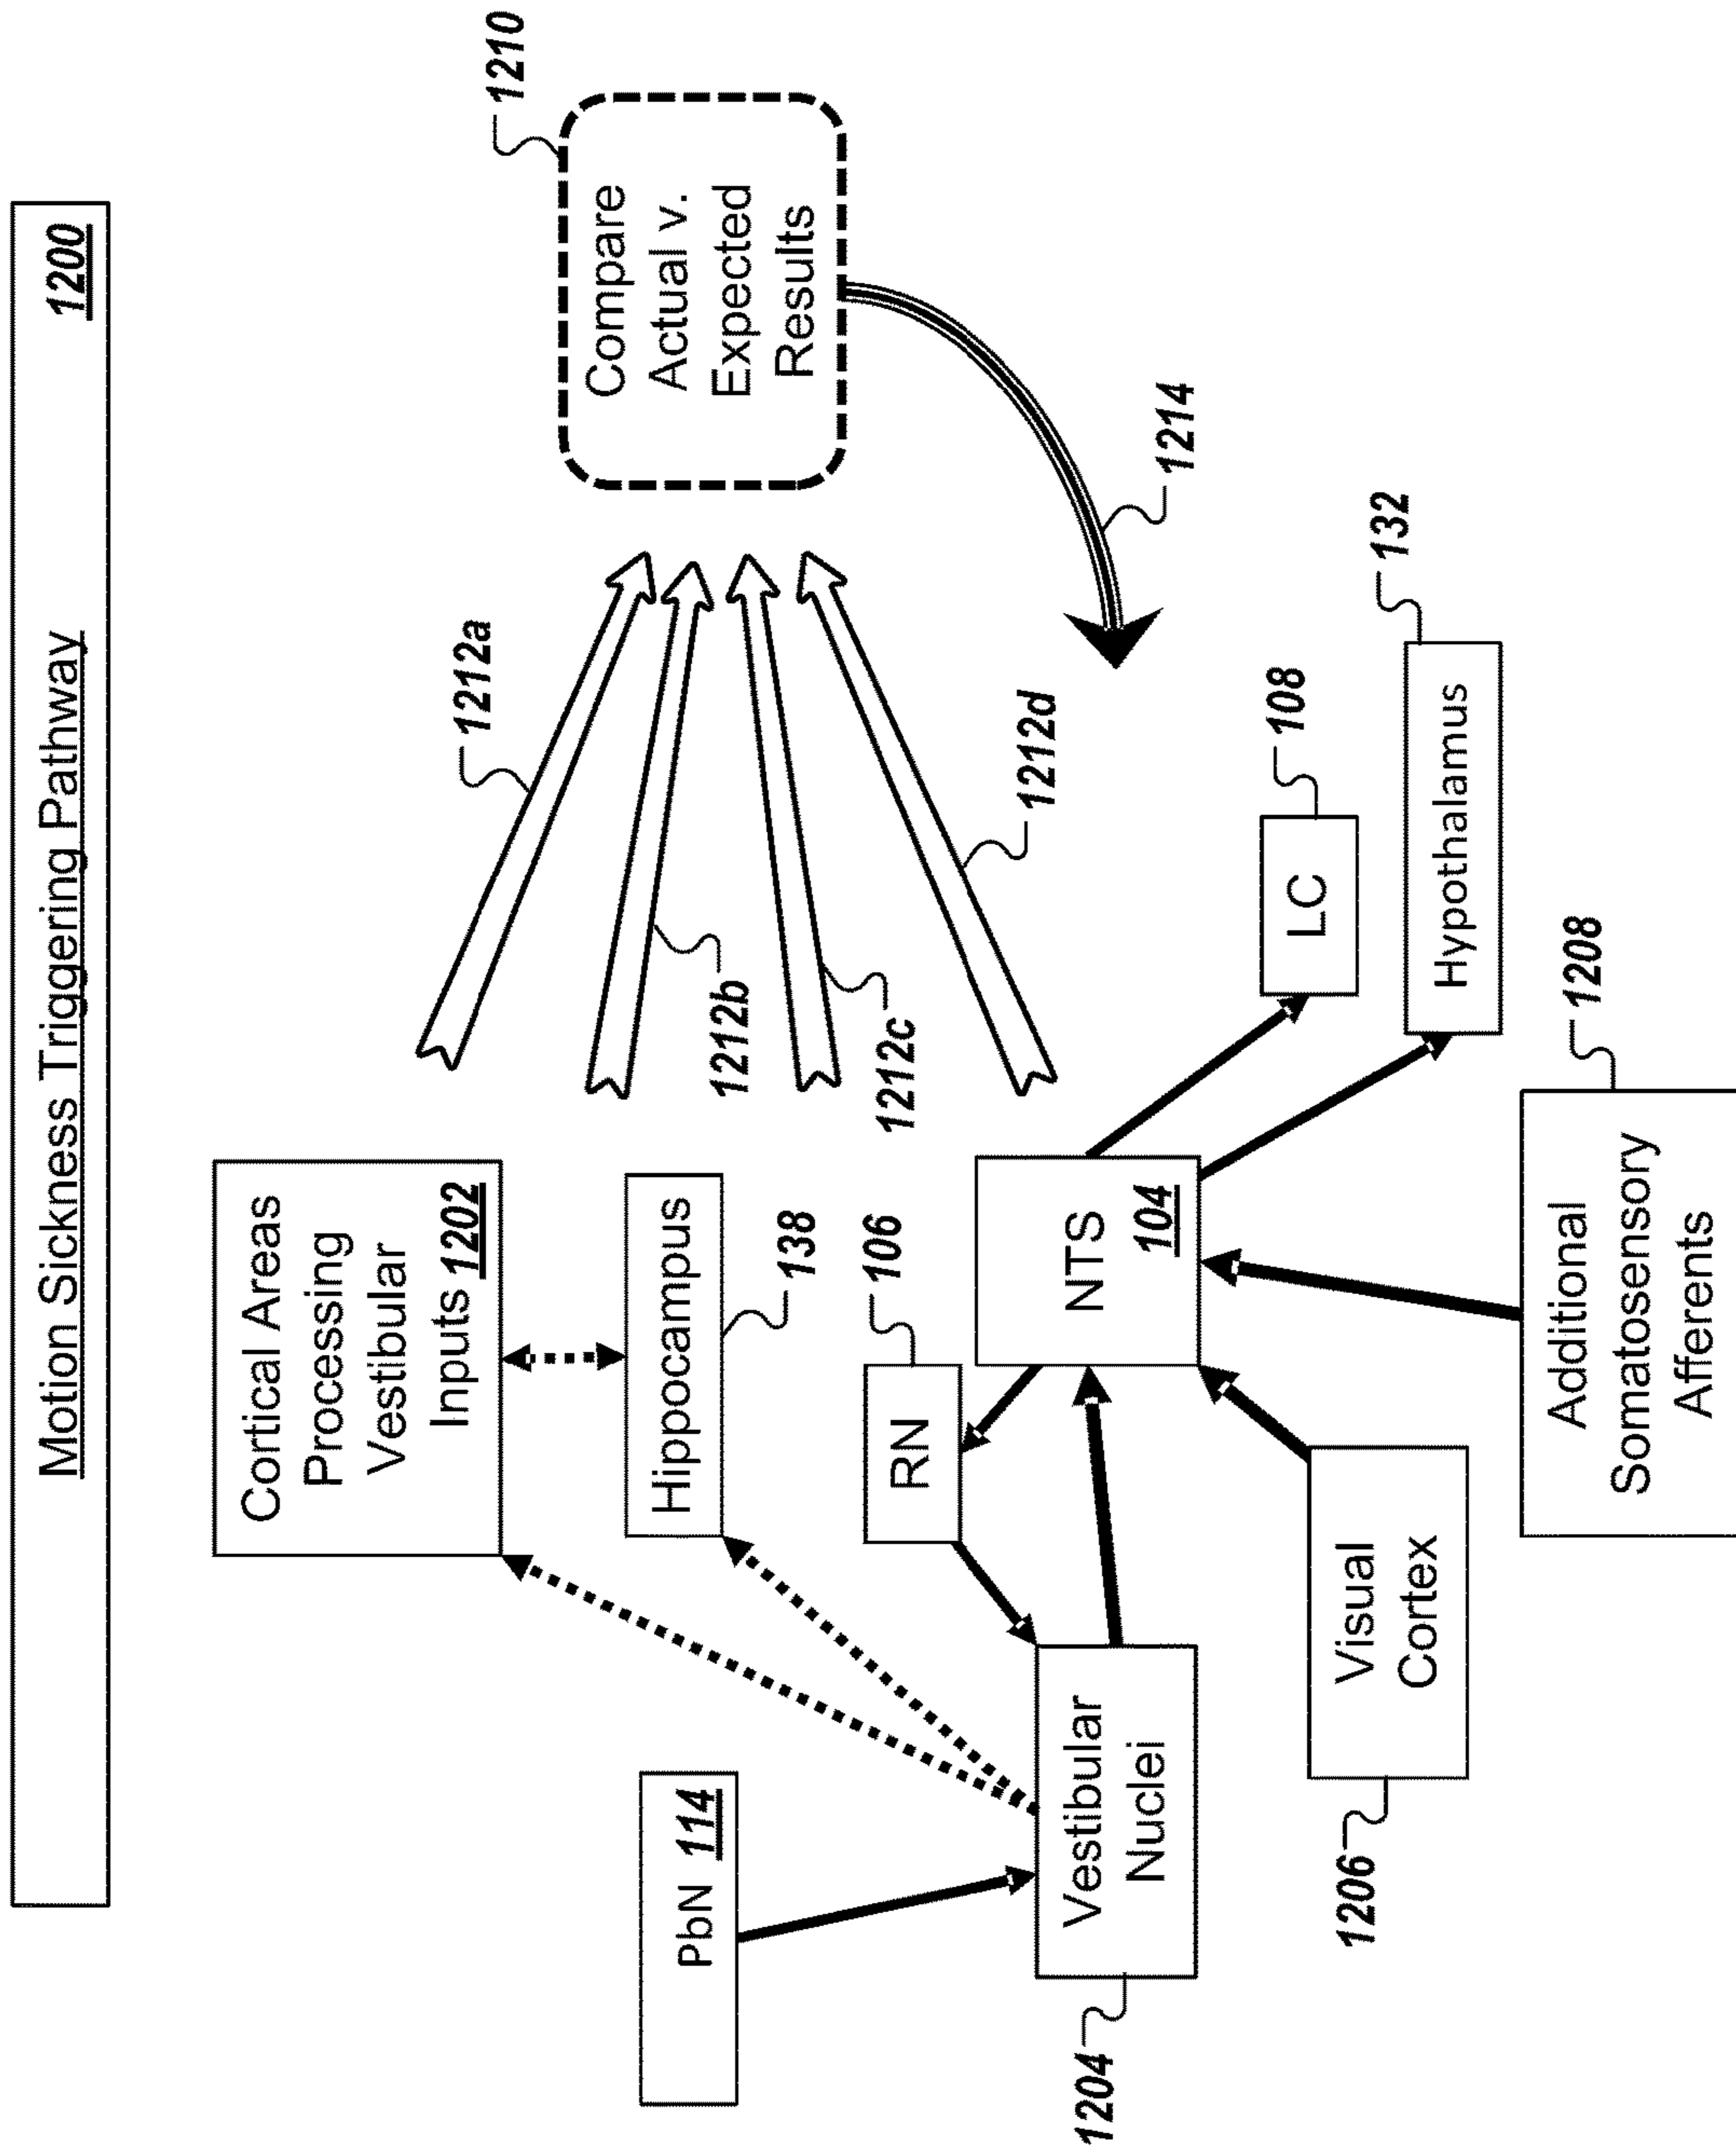 Motion Sickness Triggering Pathway
1200
Cortical Areas
Processing
Vestibular
Inputs 1202
1212a
1210
Compare
Actual v.
Expected
Results
PbN 114
Hippocampus
138
1212b
106
RN
1212c
1212d
1214
NTS
104
LC
108
Vestibular
Nuclei
1204
Hypothalamus
132
Visual
Cortex
1206
Additional
Somatosensory
Afferents
1208